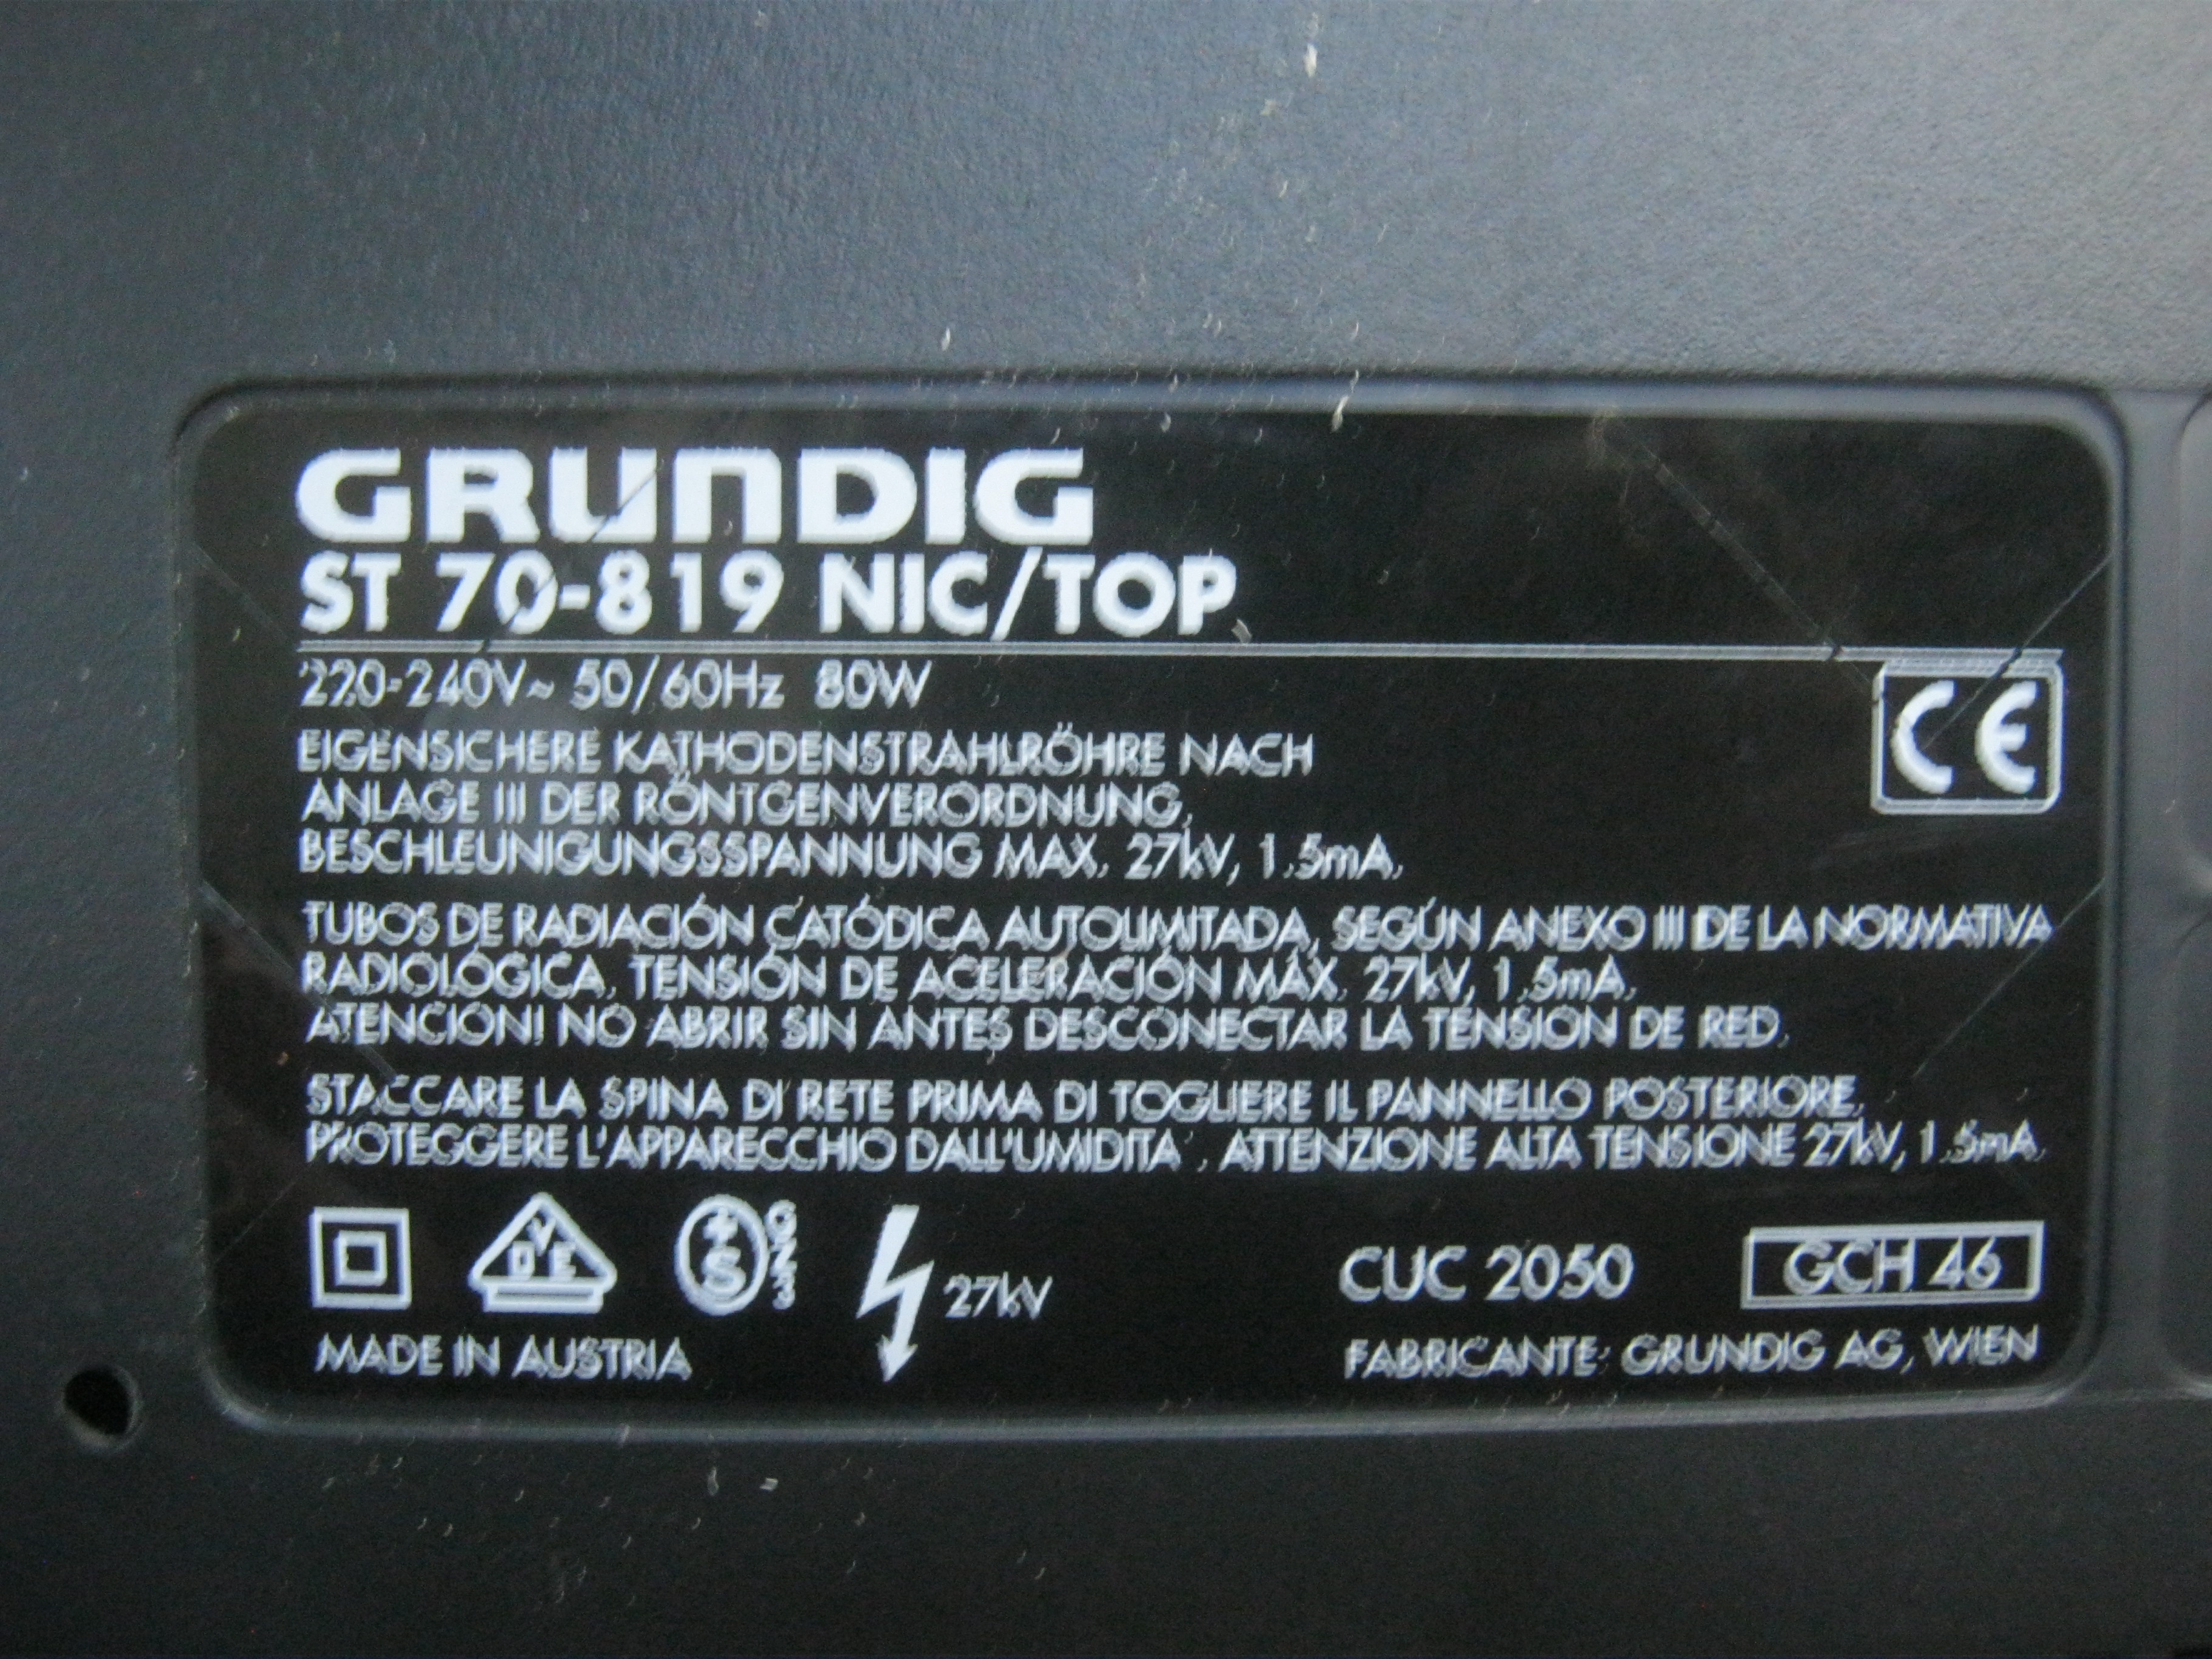 GRUNDIG
ST 70-819 NIC/TOP
220-240V~ 50/60Hz 80W
CE
EIGENSICHERE KATHODENSTRAHLRÖHRE NACH
ANLAGE III DER RÖNTGENVERORDNUNG,
BESCHLEUNIGUNGSSPANNUNG MAX. 27kV, 1.5mA.
TUBOS DE RADIACIÓN CATÓDICA AUTOLIMITADA, SEGÚN ANEXO III DE LA NORMATIVA
RADIOLÓGICA, TENSIÓN DE ACELERACIÓN MÁX. 27kV, 1.5mA.
ATENCION! NO ABRIR SIN ANTES DESCONECTAR LA TENSION DE RED.
STACCARE LA SPINA DI RETE PRIMA DI TOGLIERE IL PANNELLO POSTERIORE,
PROTEGGERE L'APPARECCHIO DALL'UMIDITA'. ATTENZIONE ALTA TENSIONE 27kV, 1.5mA.
VDE +S 27kV CUC 2050 GCH 46
MADE IN AUSTRIA FABRICANTE: GRUNDIG AG, WIEN